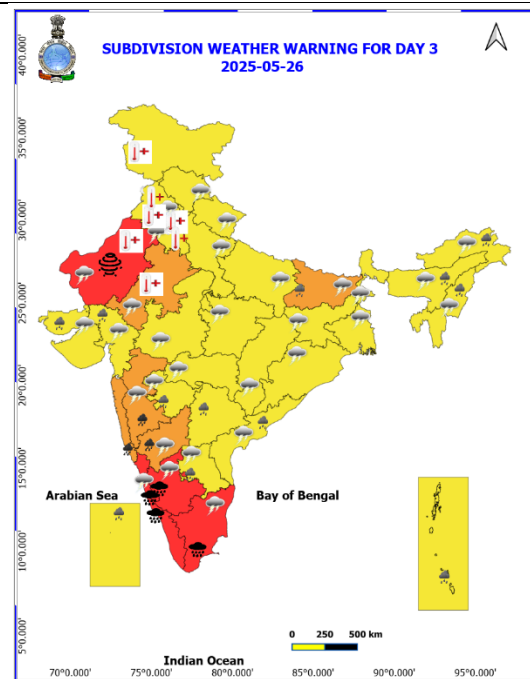 SUBDIVISION WEATHER WARNING FOR DAY 3
2025-05-26
40°0.000'
35°0.000'
30°0.000'
25°0.000'
20°0.000'
15°0.000'
10°0.000'
5°0.000'
Arabian Sea
Bay of Bengal
0 250 500 km
Indian Ocean
70°0.000' 75°0.000' 80°0.000' 85°0.000' 90°0.000' 95°0.000'